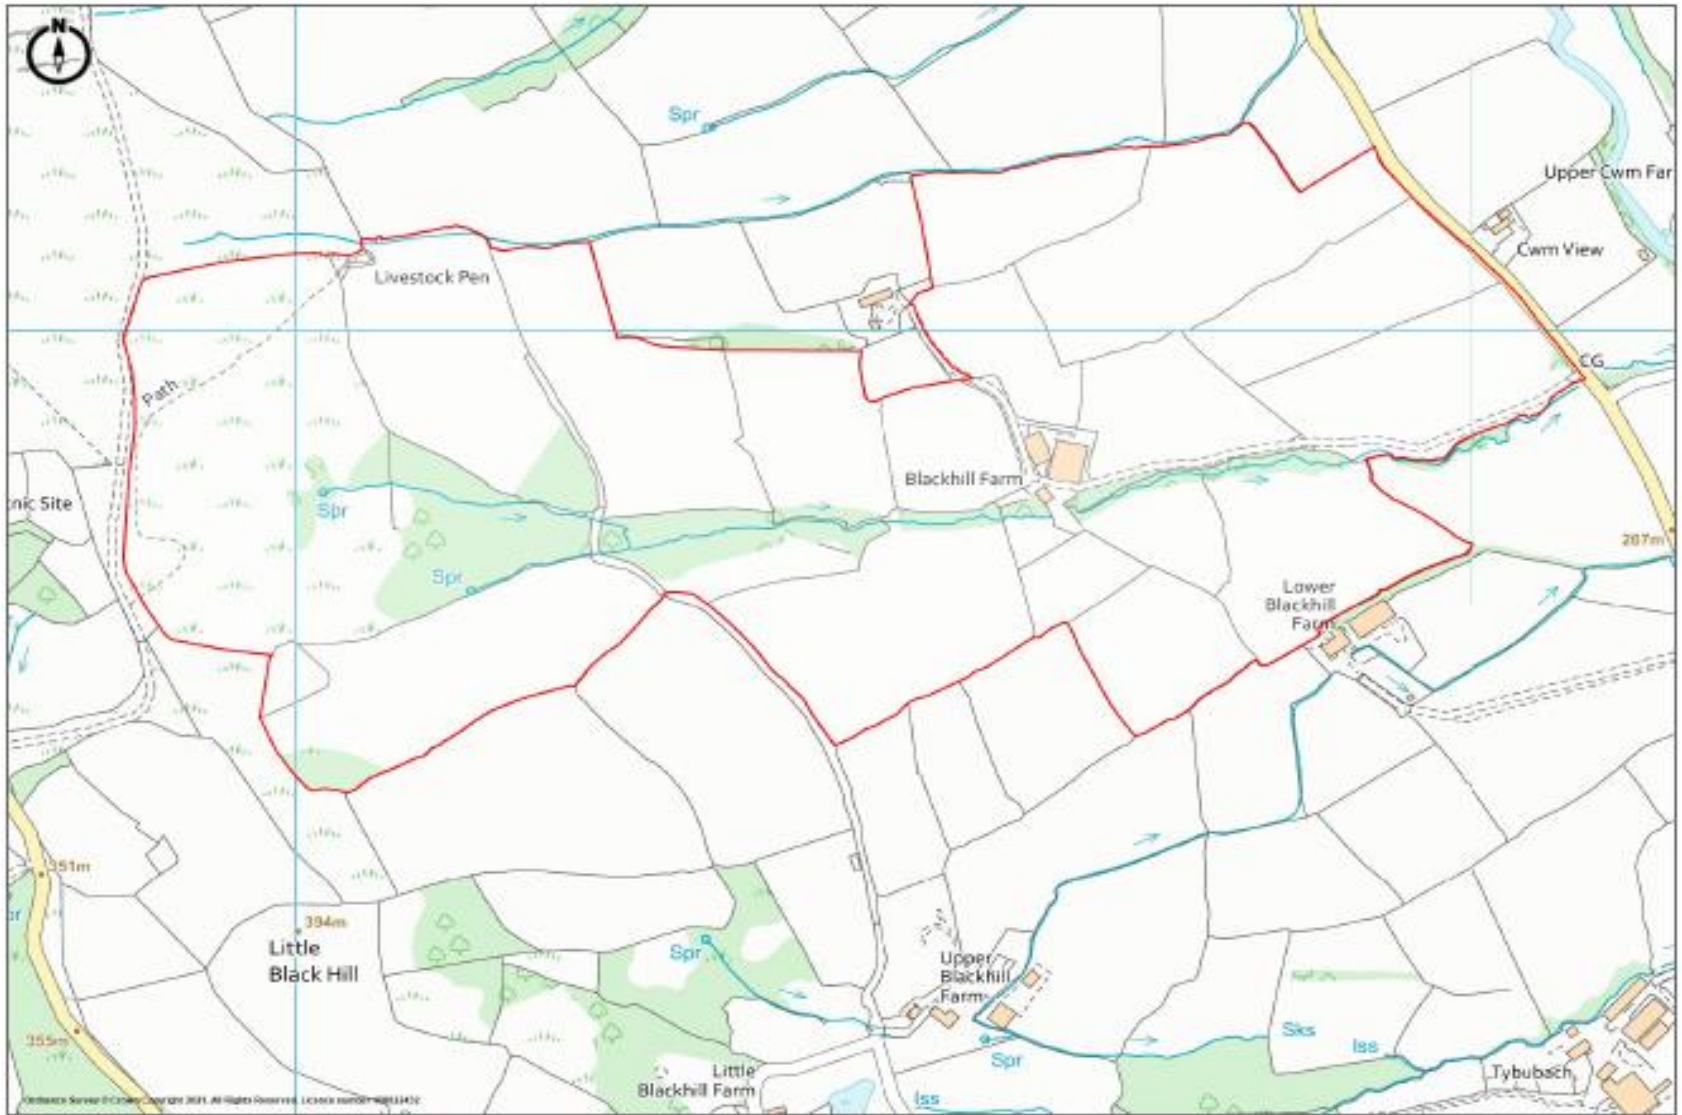 N
Spr
Upper Cwm Far
Cwm View
Livestock Pen
CG
Path
Blackhill Farm
nic Site
Spr
Spr
287m
Lower
Blackhill
Farm
351m
394m
Little
Black Hill
Spr
Upper
Blackhill
Farm
Sks
Iss
355m
Spr
Little
Blackhill Farm
Tybubach
Iss